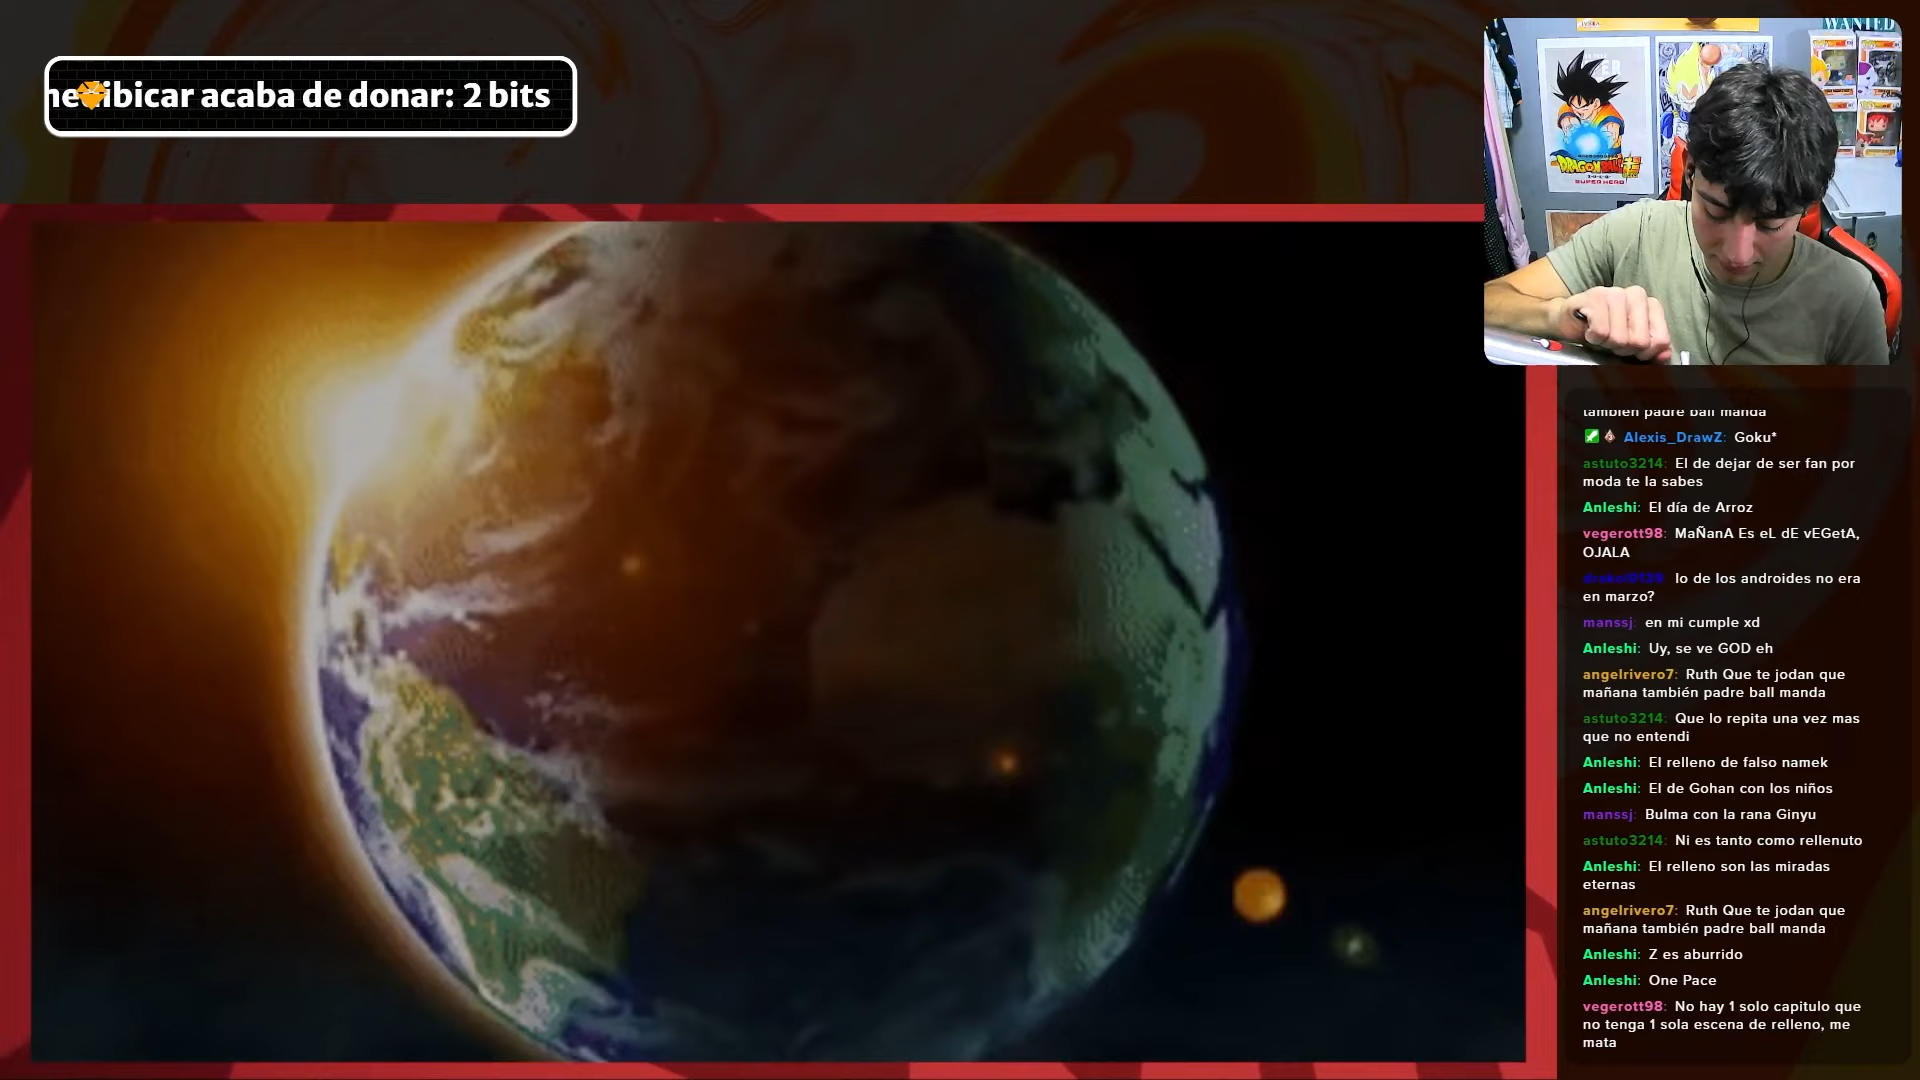 acaba de donar: 2 bits
WANTED
DRAGON BALL
SUPER HERO
también padre ball manda
Alexis_DrawZ: Goku*
astuto3214: El de dejar de ser fan por
moda te la sabes
Anleshi: El día de Arroz
vegerott98: MaÑanA Es eL dE vEGetA,
OJALA
lo de los androides no era
en marzo?
manssj: en mi cumple xd
Anleshi: Uy, se ve GOD eh
angelrivero7: Ruth Que te jodan que
mañana también padre ball manda
astuto3214: Que lo repita una vez mas
que no entendi
Anleshi: El relleno de falso namek
Anleshi: El de Gohan con los niños
manssj: Bulma con la rana Ginyu
astuto3214: Ni es tanto como rellenuto
Anleshi: El relleno son las miradas
eternas
angelrivero7: Ruth Que te jodan que
mañana también padre ball manda
Anleshi: Z es aburrido
Anleshi: One Pace
vegerott98: No hay 1 solo capitulo que
no tenga 1 sola escena de relleno, me
mata